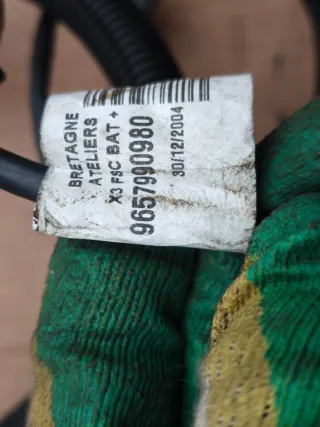 BRETAGNE
ATELIERS
X3 FSC BAT +
9657990980
30/12/2004